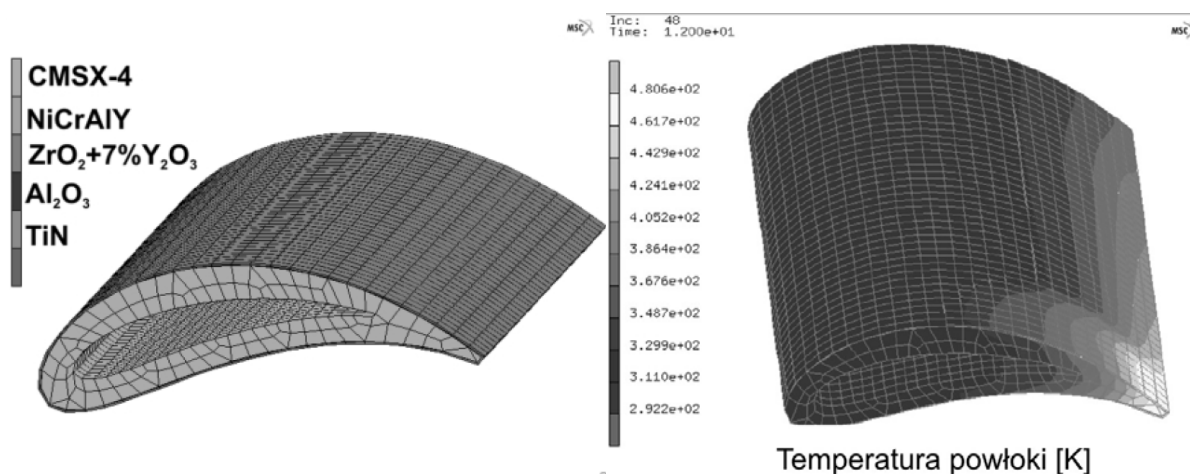 MSC
CMSX-4
NiCrAlY
ZrO₂+7%Y₂O₃
Al₂O₃
TiN
Inc: 48
Time: 1.200e+01
MSC
4.806e+02
4.617e+02
4.429e+02
4.241e+02
4.052e+02
3.864e+02
3.676e+02
3.487e+02
3.299e+02
3.110e+02
2.922e+02
Temperatura powłoki [K]